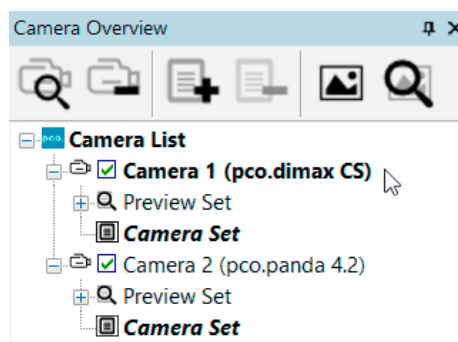 Camera Overview
pco. Camera List
Camera 1 (pco.dimax CS)
Preview Set
Camera Set
Camera 2 (pco.panda 4.2)
Preview Set
Camera Set